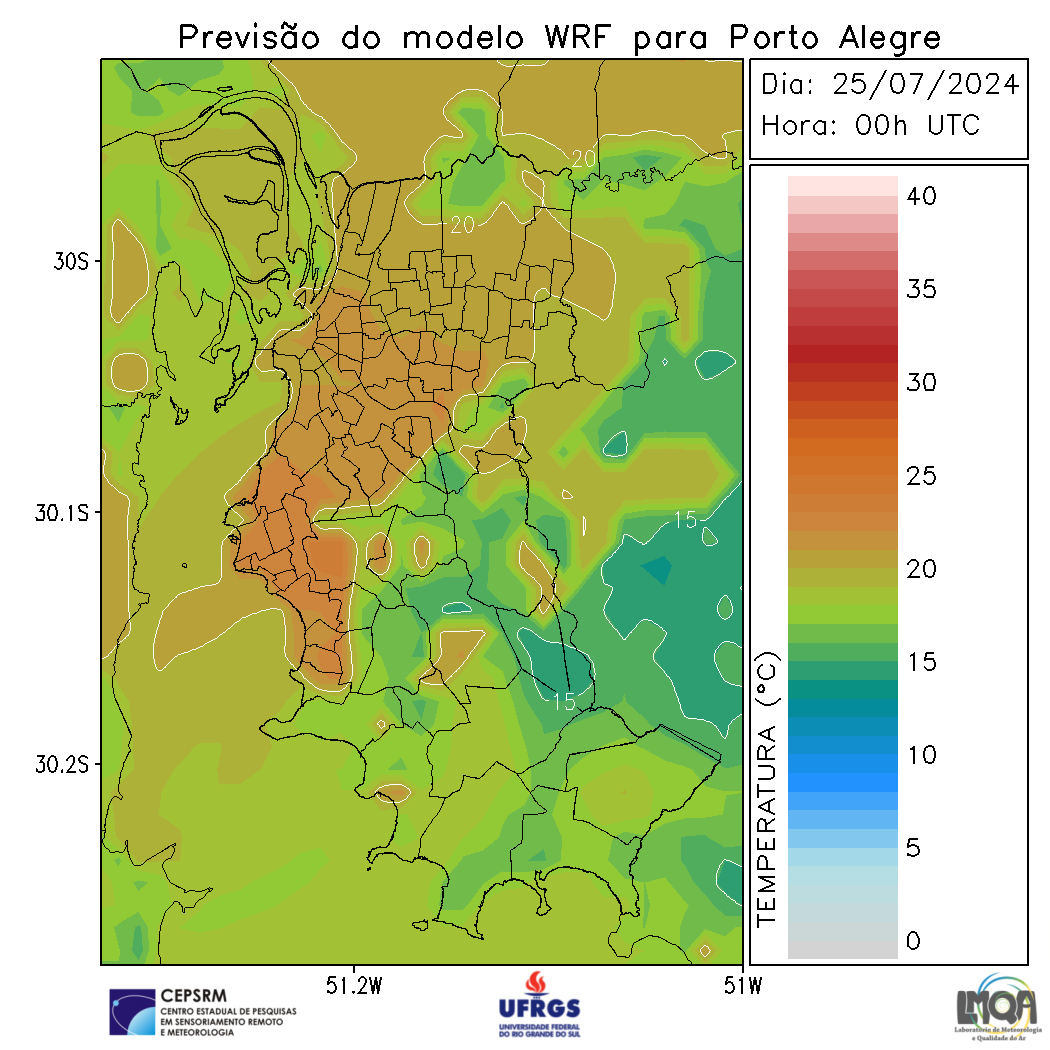 Previsão do modelo WRF para Porto Alegre
Dia: 25/07/2024
Hora: 00h UTC
20
20
15
15
30S
30.1S
30.2S
51.2W
51W
TEMPERATURA (°C)
40
35
30
25
20
15
10
5
0
CEPSRM
CENTRO ESTADUAL DE PESQUISAS
EM SENSORIAMENTO REMOTO
E METEOROLOGIA
UFRGS
UNIVERSIDADE FEDERAL
DO RIO GRANDE DO SUL
LMQA
Laboratório de Meteorologia
e Qualidade do Ar